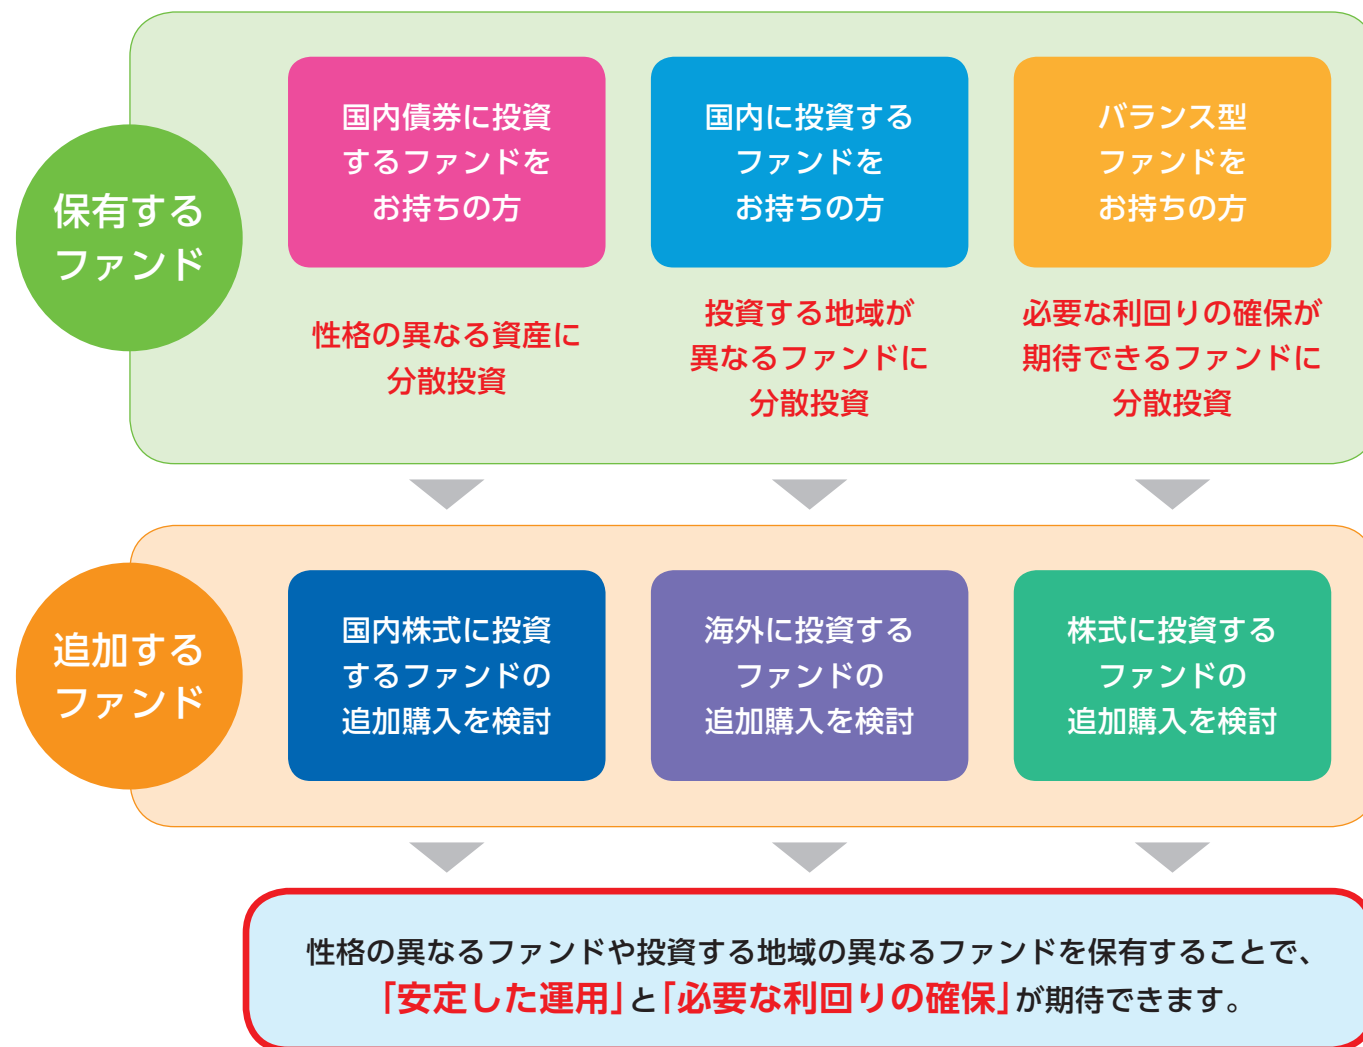 保有する
ファンド
国内債券に投資
するファンドを
お持ちの方
国内に投資する
ファンドを
お持ちの方
バランス型
ファンドを
お持ちの方
性格の異なる資産に
分散投資
投資する地域が
異なるファンドに
分散投資
必要な利回りの確保が
期待できるファンドに
分散投資
追加する
ファンド
国内株式に投資
するファンドの
追加購入を検討
海外に投資する
ファンドの
追加購入を検討
株式に投資する
ファンドの
追加購入を検討
性格の異なるファンドや投資する地域の異なるファンドを保有することで、
「安定した運用」と「必要な利回りの確保」が期待できます。